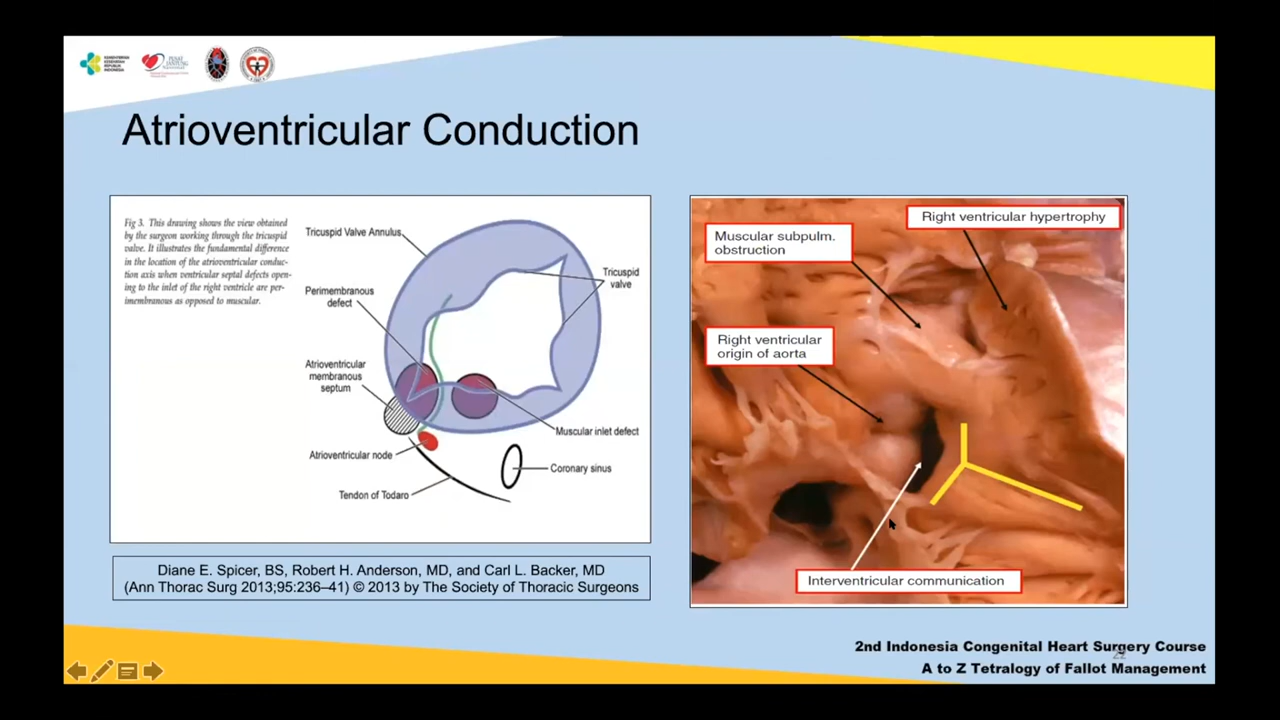 KEMENTERIAN
KESEHATAN
REPUBLIK
INDONESIA
Atrioventricular Conduction
Fig 3. This drawing shows the view obtained
by the surgeon working through the tricuspid
valve. It illustrates the fundamental difference
in the location of the atrioventricular conduc-
tion axis when ventricular septal defects open-
ing to the inlet of the right ventricle are per-
imembranous as opposed to muscular.
Tricuspid Valve Annulus
Tricuspid
valve
Perimembranous
defect
Atrioventricular
membranous
septum
Muscular inlet defect
Atrioventricular node
Coronary sinus
Tendon of Todaro
Diane E. Spicer, BS, Robert H. Anderson, MD, and Carl L. Backer, MD
(Ann Thorac Surg 2013;95:236–41) © 2013 by The Society of Thoracic Surgeons
Right ventricular hypertrophy
Muscular subpulm.
obstruction
Right ventricular
origin of aorta
Interventricular communication
2nd Indonesia Congenital Heart Surgery Course
A to Z Tetralogy of Fallot Management